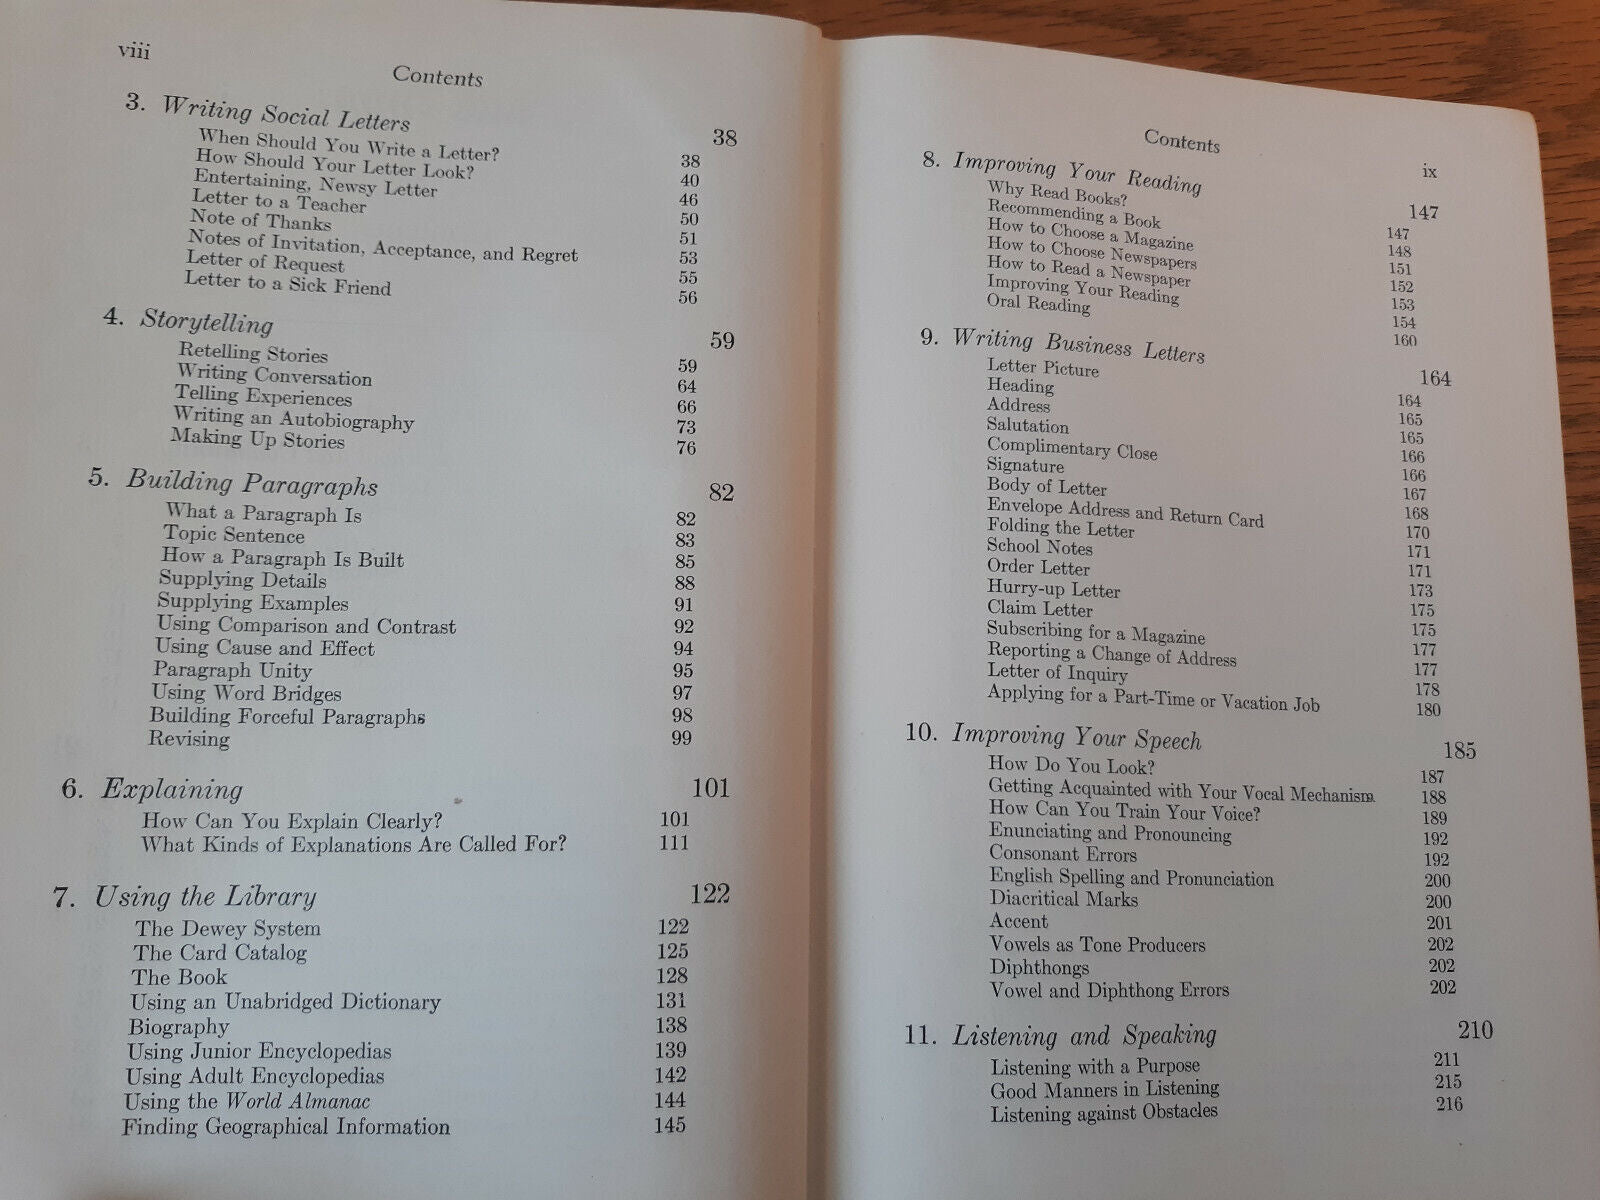 viii
Contents
3. Writing Social Letters 38
When Should You Write a Letter? 38
How Should Your Letter Look? 40
Entertaining, Newsy Letter 46
Letter to a Teacher 50
Note of Thanks 51
Notes of Invitation, Acceptance, and Regret 53
Letter of Request 55
Letter to a Sick Friend 56
4. Storytelling 59
Retelling Stories 59
Writing Conversation 64
Telling Experiences 66
Writing an Autobiography 73
Making Up Stories 76
5. Building Paragraphs 82
What a Paragraph Is 82
Topic Sentence 83
How a Paragraph Is Built 85
Supplying Details 88
Supplying Examples 91
Using Comparison and Contrast 92
Using Cause and Effect 94
Paragraph Unity 95
Using Word Bridges 97
Building Forceful Paragraphs 98
Revising 99
6. Explaining 101
How Can You Explain Clearly? 101
What Kinds of Explanations Are Called For? 111
7. Using the Library 122
The Dewey System 122
The Card Catalog 125
The Book 128
Using an Unabridged Dictionary 131
Biography 138
Using Junior Encyclopedias 139
Using Adult Encyclopedias 142
Using the World Almanac 144
Finding Geographical Information 145
Contents
ix
8. Improving Your Reading 147
Why Read Books? 147
Recommending a Book 148
How to Choose a Magazine 151
How to Choose Newspapers 152
How to Read a Newspaper 153
Improving Your Reading 154
Oral Reading 160
9. Writing Business Letters 164
Letter Picture 164
Heading 165
Address 165
Salutation 166
Complimentary Close 166
Signature 167
Body of Letter 168
Envelope Address and Return Card 170
Folding the Letter 171
School Notes 171
Order Letter 173
Hurry-up Letter 175
Claim Letter 175
Subscribing for a Magazine 177
Reporting a Change of Address 177
Letter of Inquiry 178
Applying for a Part-Time or Vacation Job 180
10. Improving Your Speech 185
How Do You Look? 187
Getting Acquainted with Your Vocal Mechanism 188
How Can You Train Your Voice? 189
Enunciating and Pronouncing 192
Consonant Errors 192
English Spelling and Pronunciation 200
Diacritical Marks 200
Accent 201
Vowels as Tone Producers 202
Diphthongs 202
Vowel and Diphthong Errors 202
11. Listening and Speaking 210
Listening with a Purpose 211
Good Manners in Listening 215
Listening against Obstacles 216